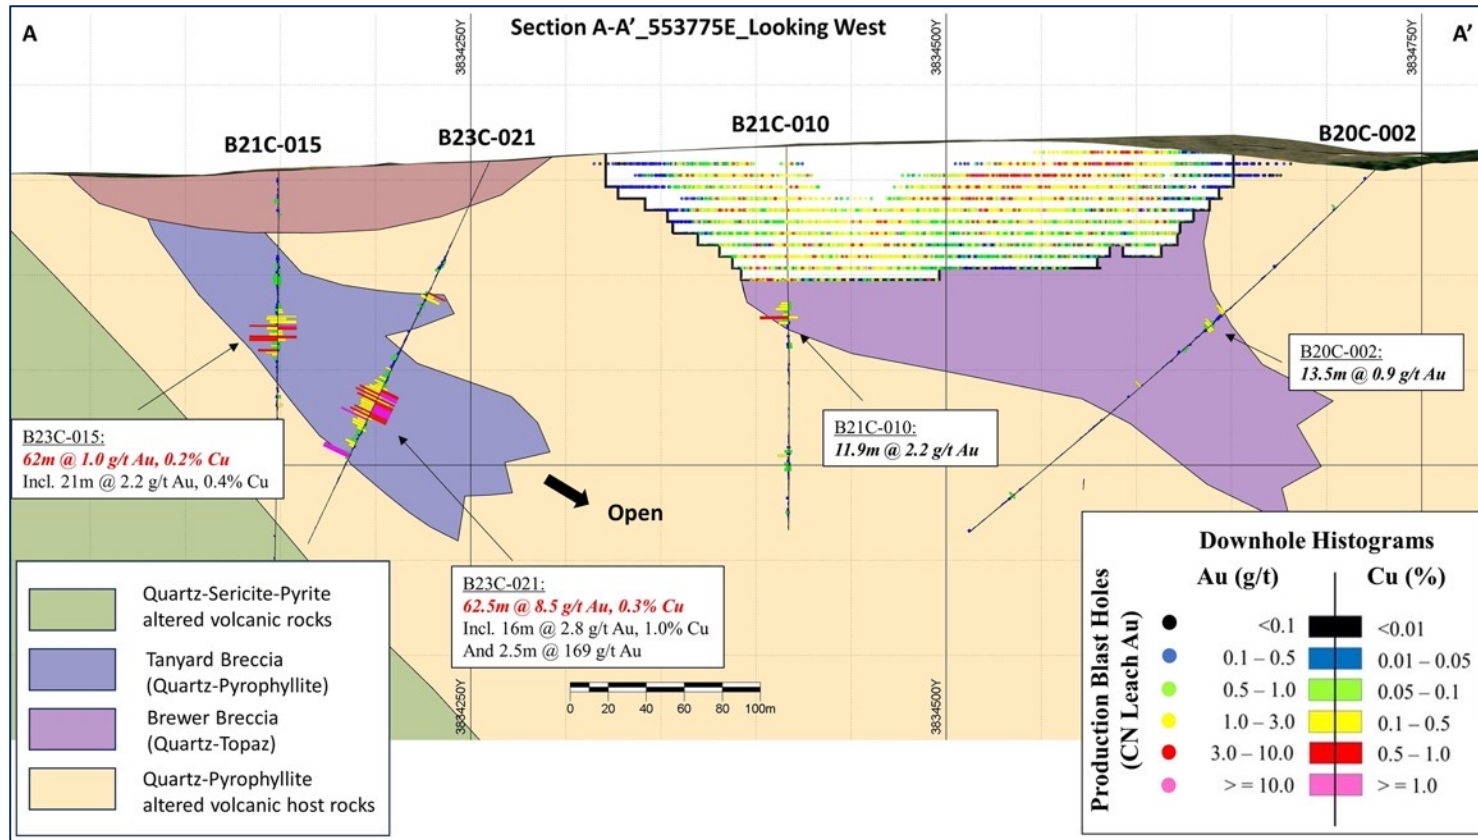 A
Section A-A’_553775E_Looking West
A’
3834250Y
3834500Y
3834750Y
B21C-015
B23C-021
B21C-010
B20C-002
B20C-002:
13.5m @ 0.9 g/t Au
B21C-010:
11.9m @ 2.2 g/t Au
B23C-015:
62m @ 1.0 g/t Au, 0.2% Cu
Incl. 21m @ 2.2 g/t Au, 0.4% Cu
Open
B23C-021:
62.5m @ 8.5 g/t Au, 0.3% Cu
Incl. 16m @ 2.8 g/t Au, 1.0% Cu
And 2.5m @ 169 g/t Au
Quartz-Sericite-Pyrite
altered volcanic rocks
Tanyard Breccia
(Quartz-Pyrophyllite)
Brewer Breccia
(Quartz-Topaz)
Quartz-Pyrophyllite
altered volcanic host rocks
3834250Y
3834500Y
0 20 40 60 80 100m
Downhole Histograms
Au (g/t) Cu (%)
Production Blast Holes
(CN Leach Au)
<0.1 <0.01
0.1 – 0.5 0.01 – 0.05
0.5 – 1.0 0.05 – 0.1
1.0 – 3.0 0.1 – 0.5
3.0 – 10.0 0.5 – 1.0
> = 10.0 > = 1.0